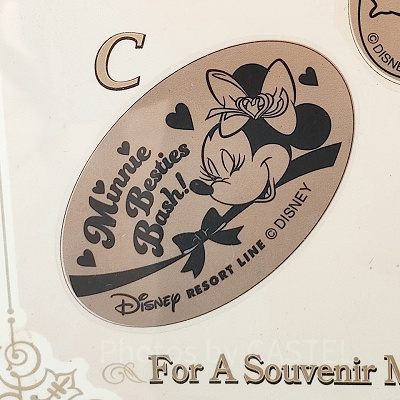 C
© DISNEY
Minnie
Besties
Bash!
Disney RESORT LINE © DISNEY
Photos by CASTEL
For A Souvenir M